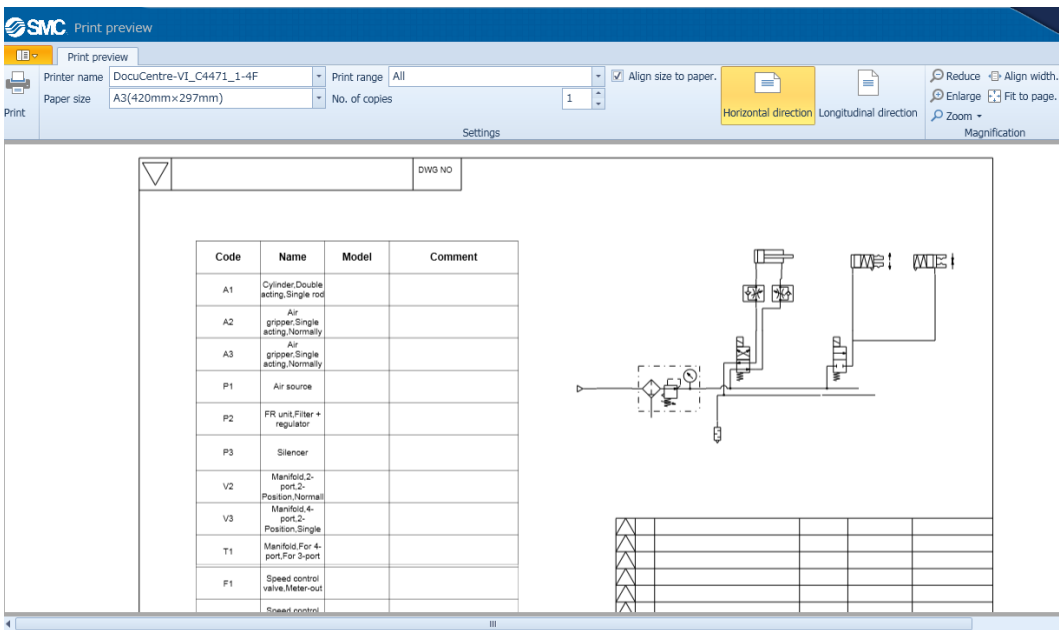 SMC Print preview
Print preview
Printer name DocuCentre-VI_C4471_1-4F Print range All Align size to paper. Reduce Align width.
Paper size A3(420mm×297mm) No. of copies 1 Enlarge Fit to page.
Print Horizontal direction Longitudinal direction Zoom
Settings Magnification
DWG NO
Code Name Model Comment
A1 Cylinder,Double
acting,Single rod
A2 Air
gripper,Single
acting,Normally
A3 Air
gripper,Single
acting,Normally
P1 Air source
P2 FR unit,Filter +
regulator
P3 Silencer
V2 Manifold,2-
port,2-
Position,Normall
V3 Manifold,4-
port,2-
Position,Single
T1 Manifold,For 4-
port,For 3-port
F1 Speed control
valve,Meter-out
Speed control